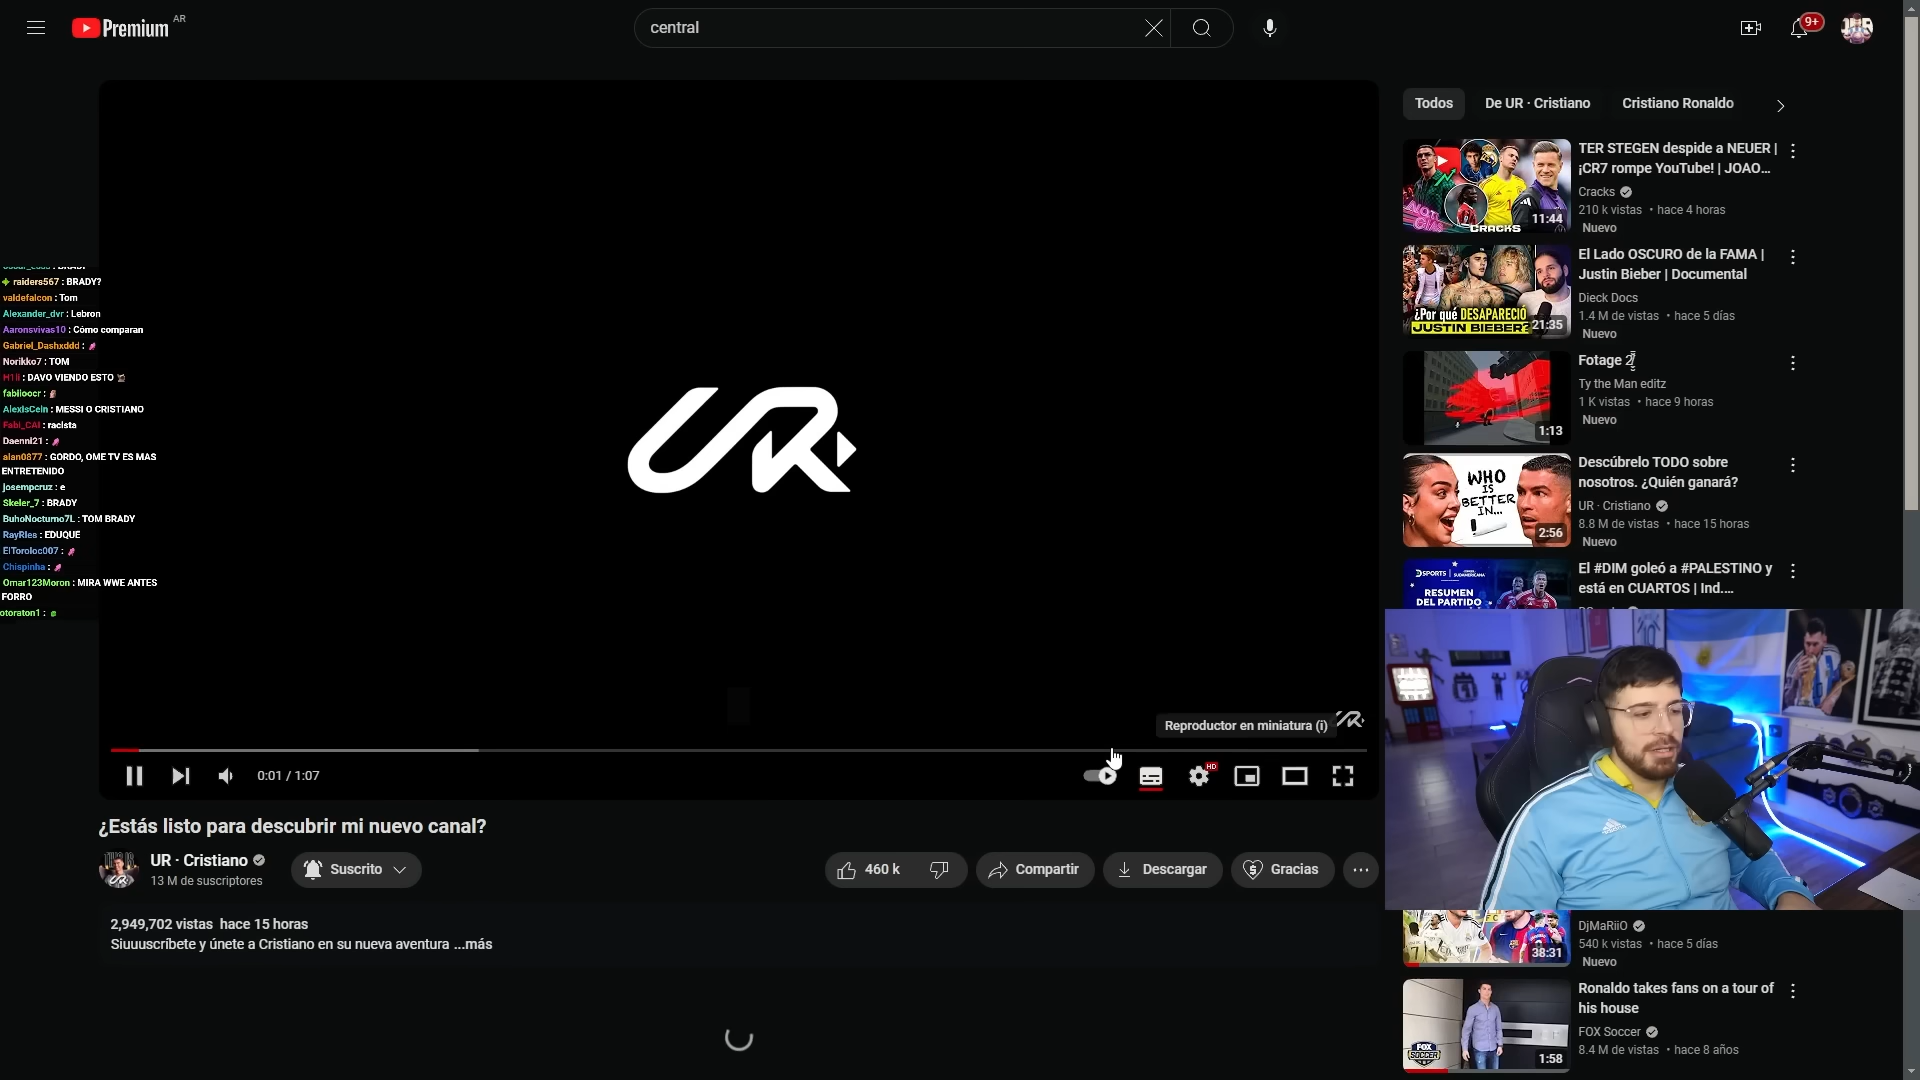 Premium
AR
central
9+
Todos
De UR · Cristiano
Cristiano Ronaldo
TER STEGEN despide a NEUER |
¡CR7 rompe YouTube! | JOAO...
Cracks
210 k vistas • hace 4 horas
Nuevo
CRACKS
11:44
El Lado OSCURO de la FAMA |
Justin Bieber | Documental
Dieck Docs
1.4 M de vistas • hace 5 días
Nuevo
¿Por qué DESAPARECIÓ
JUSTIN BIEBER?
21:35
Fotage 2
Ty the Man editz
1 K vistas • hace 9 horas
Nuevo
1:13
Descúbrelo TODO sobre
nosotros. ¿Quién ganará?
UR · Cristiano
8.8 M de vistas • hace 15 horas
Nuevo
WHO
IS
BETTER
IN...
2:56
El #DIM goleó a #PALESTINO y
está en CUARTOS | Ind....
DSPORTS
RESUMEN
DEL PARTIDO
raiders567 : BRADY?
valdefalcon : Tom
Alexander_dvr : Lebron
Aaronsvivas10 : Cómo comparan
Gabriel_Dashxddd :
Norikko7 : TOM
H1li : DAVO VIENDO ESTO
fabiioocr :
AlexisCein : MESSI O CRISTIANO
Fabi_CAI : racista
Daenni21 :
alan0877 : GORDO, OME TV ES MAS
ENTRETENIDO
josempcruz : e
Skeler_7 : BRADY
BuhoNocturno7L : TOM BRADY
RayRles : EDUQUE
ElToroloc007 :
Chispinha :
Omar123Moron : MIRA WWE ANTES
FORRO
otoraton1 :
UR
Reproductor en miniatura (i)
0:01 / 1:07
HD
¿Estás listo para descubrir mi nuevo canal?
UR · Cristiano
13 M de suscriptores
Suscrito
460 k
Compartir
Descargar
Gracias
2,949,702 vistas hace 15 horas
Siuuuscríbete y únete a Cristiano en su nueva aventura ...más
DjMaRiiO
540 k vistas • hace 5 días
Nuevo
38:31
Ronaldo takes fans on a tour of
his house
FOX Soccer
8.4 M de vistas • hace 8 años
FOX
SOCCER
1:58